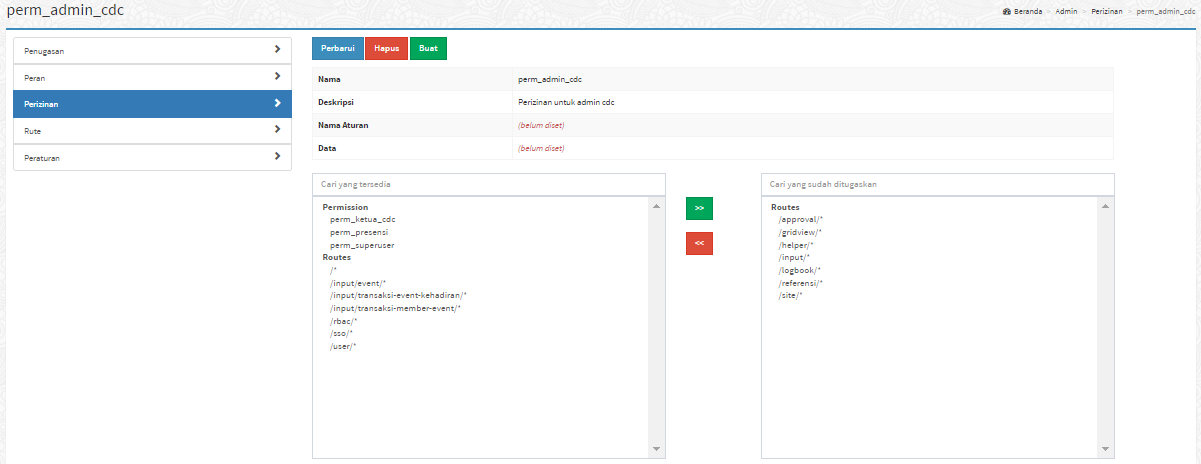 perm_admin_cdc
Beranda > Admin > Perizinan > perm_admin_cdc
Penugasan
Peran
Perizinan
Rute
Peraturan
Perbarui Hapus Buat
Nama perm_admin_cdc
Deskripsi Perizinan untuk admin cdc
Nama Aturan (belum diset)
Data (belum diset)
Cari yang tersedia
Permission
perm_ketua_cdc
perm_presensi
perm_superuser
Routes
/*
/input/event/*
/input/transaksi-event-kehadiran/*
/input/transaksi-member-event/*
/rbac/*
/sso/*
/user/*
>>
<<
Cari yang sudah ditugaskan
Routes
/approval/*
/gridview/*
/helper/*
/input/*
/logbook/*
/referensi/*
/site/*